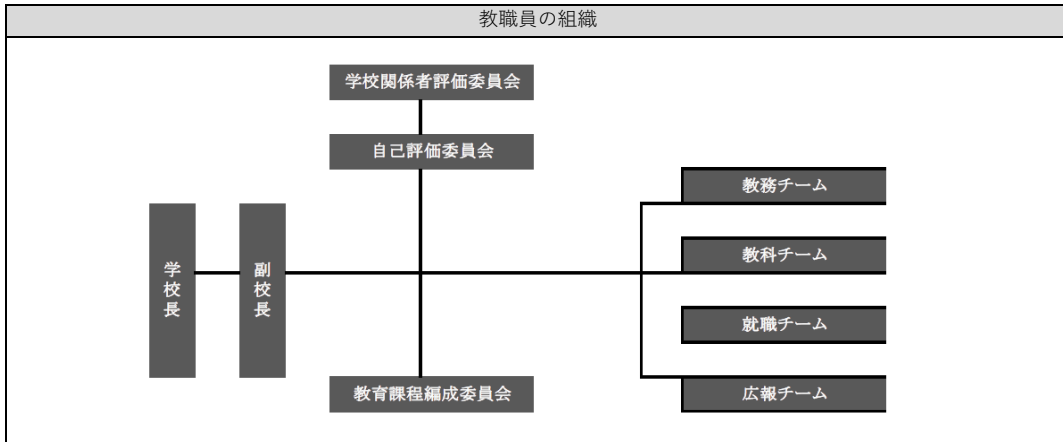 教職員の組織
学校関係者評価委員会
自己評価委員会
教務チーム
学校長
副校長
教科チーム
就職チーム
教育課程編成委員会
広報チーム